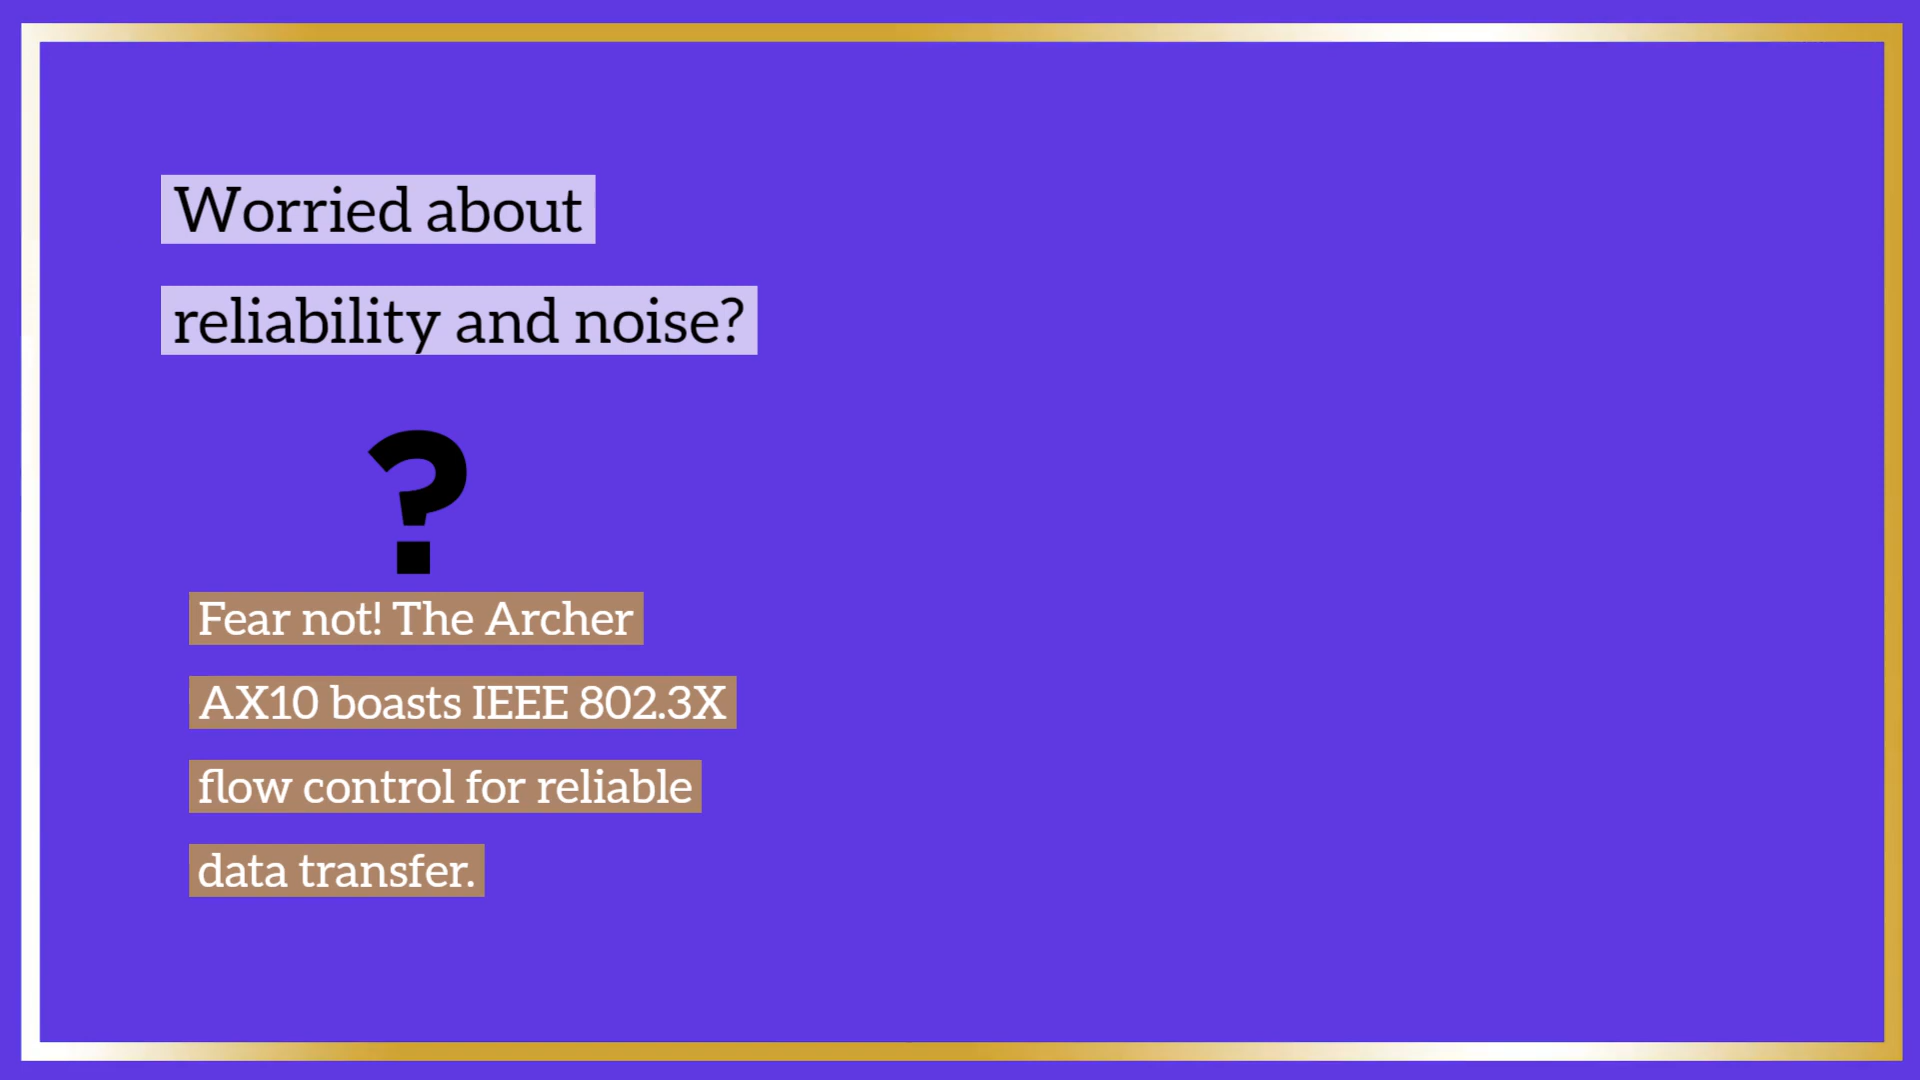 Worried about
reliability and noise?
?
Fear not! The Archer
AX10 boasts IEEE 802.3X
flow control for reliable
data transfer.